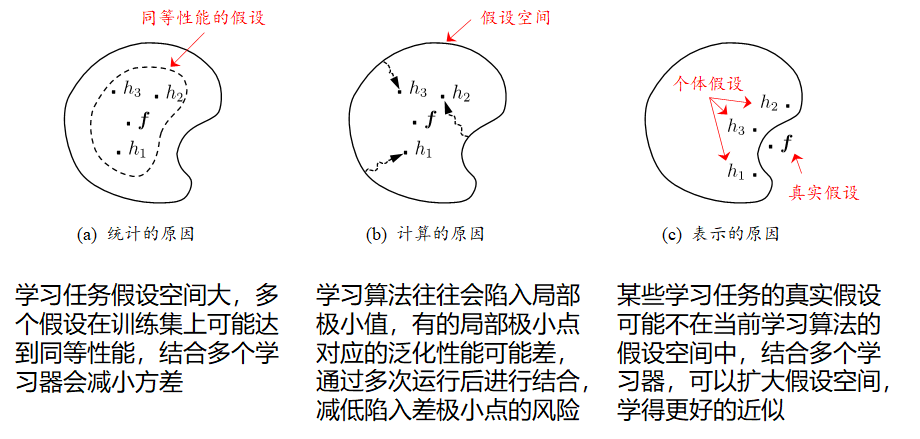 同等性能的假设
h3
h2
f
h1
(a) 统计的原因
假设空间
h3
h2
f
h1
(b) 计算的原因
个体假设
h2
h3
f
h1
真实假设
(c) 表示的原因
学习任务假设空间大，多
个假设在训练集上可能达
到同等性能，结合多个学
习器会减小方差
学习算法往往会陷入局部
极小值，有的局部极小点
对应的泛化性能可能差，
通过多次运行后进行结合，
减低陷入差极小点的风险
某些学习任务的真实假设
可能不在当前学习算法的
假设空间中，结合多个学
习器，可以扩大假设空间，
学得更好的近似